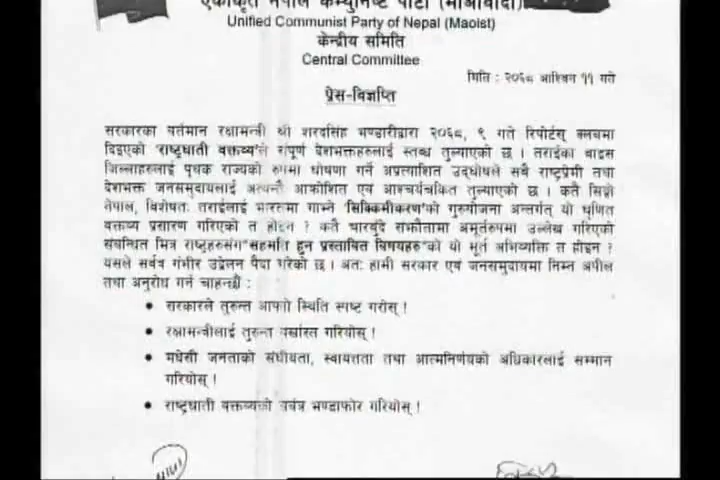 एकीकृत नेपाल कम्युनिष्ट पार्टी (माओवादी)
Unified Communist Party of Nepal (Maoist)
केन्द्रीय समिति
Central Committee
मिति : २०६८ आश्विन ११ गते
प्रेस-विज्ञप्ति
सरकारका वर्तमान रक्षामन्त्री श्री शरदसिंह भण्डारीद्वारा २०६८, ९ गते रिपोर्टस् क्लबमा
दिइएको 'राष्ट्रघाती वक्तव्य'ले संपूर्ण देशभक्तहरुलाई स्तब्ध तुल्याएको छ । तराईका बाइस
जिल्लाहरुलाई पृथक राज्यको रुपमा घोषणा गर्ने अप्रत्याशित उद्घोषले सबै राष्ट्रप्रेमी तथा
देशभक्त जनसमुदायलाई अत्यन्तै आक्रोशित एवं आश्चर्यचकित तुल्याएको छ । कतै सिङ्गो
नेपाल, विशेषतः तराईलाई भारतमा गाभ्ने 'सिक्किमीकरण'को गुरुयोजना अन्तर्गत् यो घृणित
वक्तव्य प्रसारण गरिएको त होइन ? कतै चारबुँदे सम्झौतामा अमूर्तरुपमा उल्लेख गरिएको
संबन्धित मित्र राष्ट्रहरुसंग"सहमति हुन प्रस्तावित विषयहरु"को यो मूर्त अभिव्यक्ति त होइन ?
यसले सर्वत्र गंभीर उद्वेलन पैदा गरेको छ । अतः हामी सरकार एवं जनसमुदायमा निम्न अपील
तथा अनुरोध गर्न चाहन्छौं :
• सरकारले तुरुन्त आफ्नो स्थिति स्पष्ट गरोस् !
• रक्षामन्त्रीलाई तुरुन्त बर्खास्त गरियोस् !
• मधेसी जनताको संघीयता, स्वायत्तता तथा आत्मनिर्णयको अधिकारलाई सम्मान
गरियोस् !
• राष्ट्रघाती वक्तव्यको सर्वत्र भण्डाफोर गरियोस् !